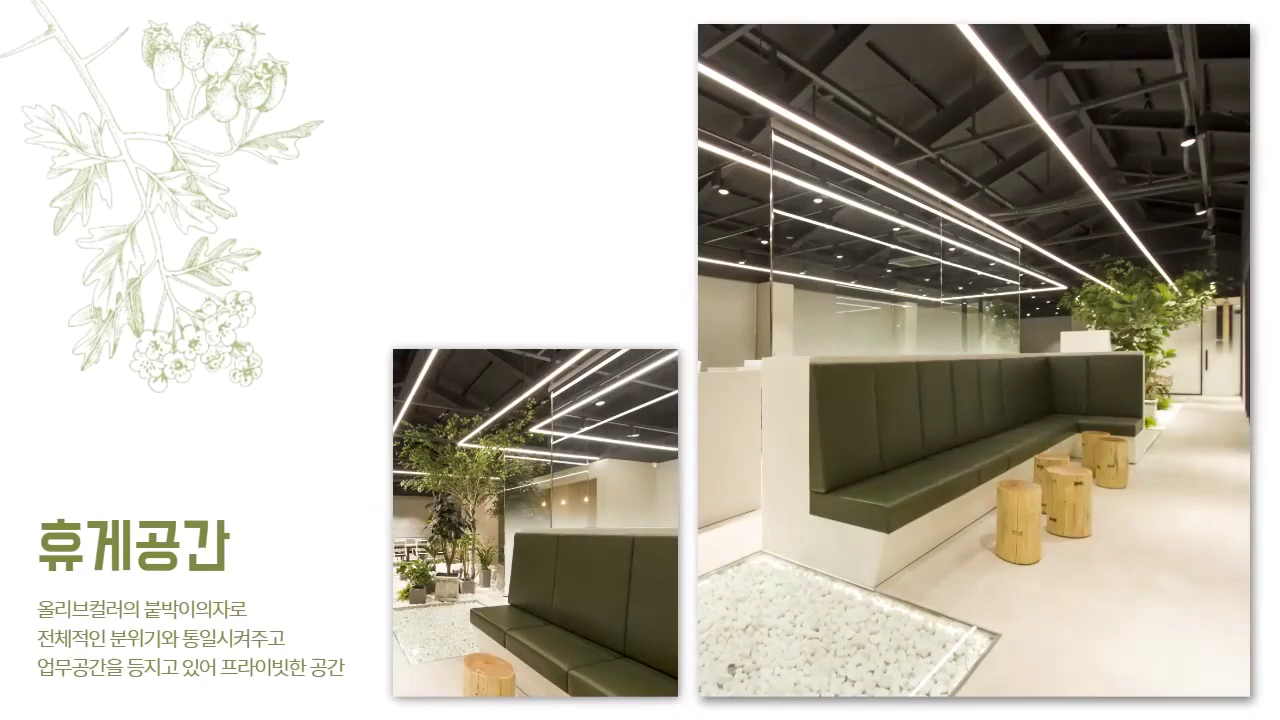 휴게공간
올리브컬러의 붙박이의자로
전체적인 분위기와 통일시켜주고
업무공간을 등지고 있어 프라이빗한 공간